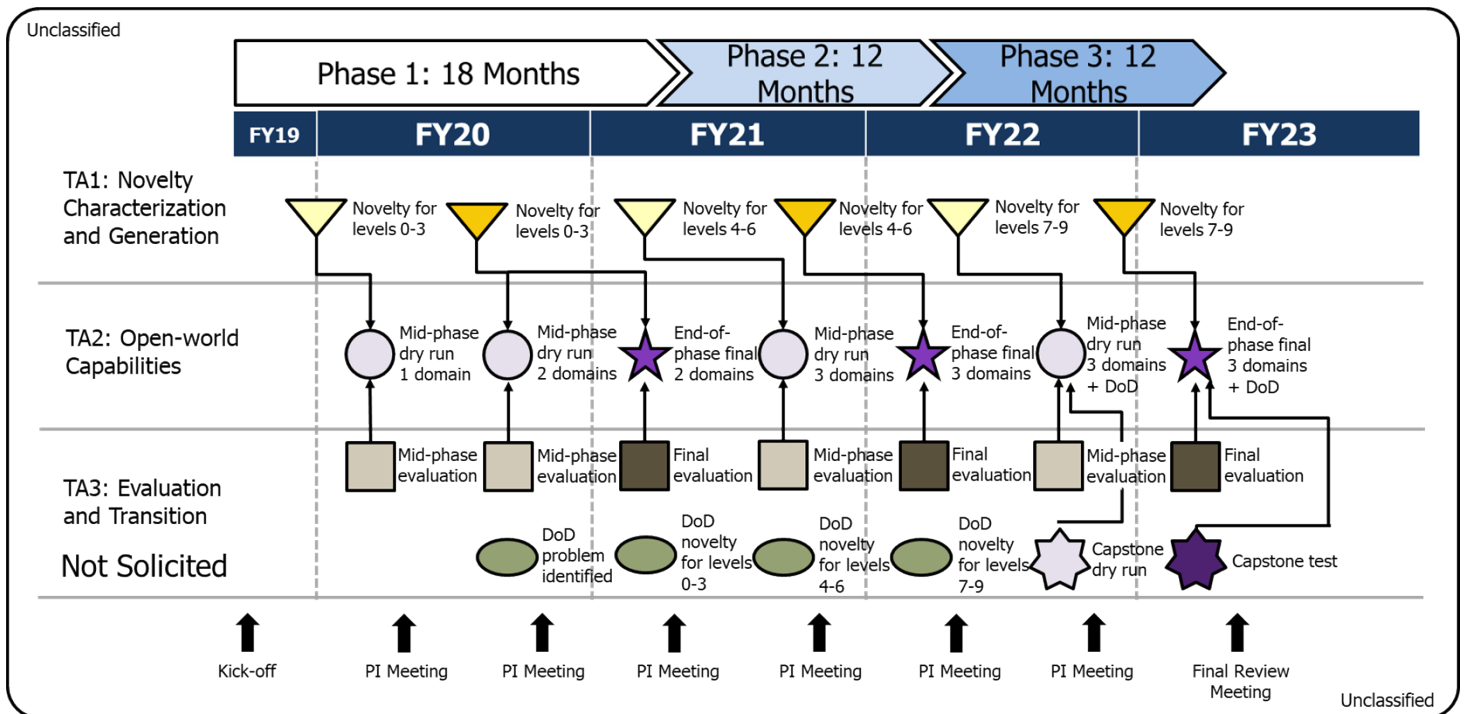 Unclassified
Phase 1: 18 Months
Phase 2: 12
Months
Phase 3: 12
Months
FY19
FY20
FY21
FY22
FY23
TA1: Novelty
Characterization
and Generation
Novelty for
levels 0-3
Novelty for
levels 0-3
Novelty for
levels 4-6
Novelty for
levels 4-6
Novelty for
levels 7-9
Novelty for
levels 7-9
TA2: Open-world
Capabilities
Mid-phase
dry run
1 domain
Mid-phase
dry run
2 domains
End-of-
phase final
2 domains
Mid-phase
dry run
3 domains
End-of-
phase final
3 domains
Mid-phase
dry run
3 domains
+ DoD
End-of-
phase final
3 domains
+ DoD
TA3: Evaluation
and Transition
Not Solicited
Mid-phase
evaluation
Mid-phase
evaluation
Final
evaluation
Mid-phase
evaluation
Final
evaluation
Mid-phase
evaluation
Final
evaluation
DoD
problem
identified
DoD
novelty
for levels
0-3
DoD
novelty
for levels
4-6
DoD
novelty
for levels
7-9
Capstone
dry run
Capstone test
Kick-off
PI Meeting
PI Meeting
PI Meeting
PI Meeting
PI Meeting
PI Meeting
Final Review
Meeting
Unclassified